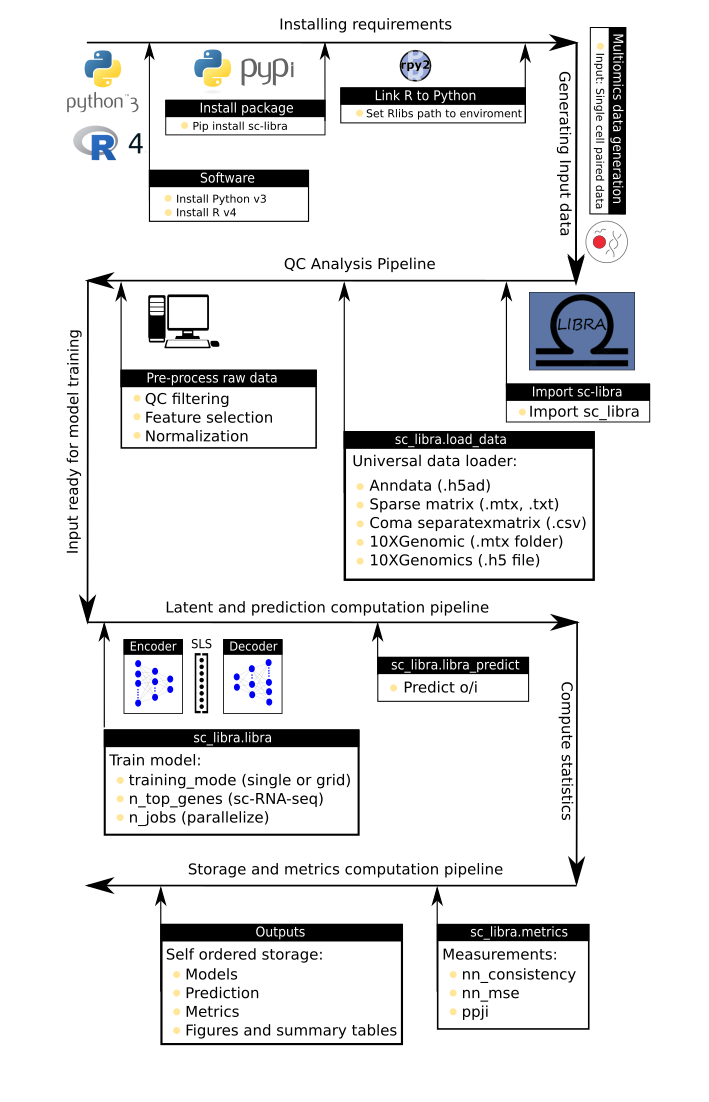 Installing requirements
python™3
R 4
pypi
rpy2
Install package
Pip install sc-libra
Link R to Python
Set Rlibs path to enviroment
Software
Install Python v3
Install R v4
Generating Input data
Multiomics data generation
Input: Single cell paired data
QC Analysis Pipeline
LIBRA
Import sc-libra
Import sc_libra
sc_libra.load_data
Universal data loader:
Anndata (.h5ad)
Sparse matrix (.mtx, .txt)
Coma separatexmatrix (.csv)
10XGenomic (.mtx folder)
10XGenomics (.h5 file)
Pre-process raw data
QC filtering
Feature selection
Normalization
Input ready for model training
Latent and prediction computation pipeline
Encoder
SLS
Decoder
sc_libra.libra
Train model:
training_mode (single or grid)
n_top_genes (sc-RNA-seq)
n_jobs (parallelize)
sc_libra.libra_predict
Predict o/i
Compute statistics
Storage and metrics computation pipeline
Outputs
Self ordered storage:
Models
Prediction
Metrics
Figures and summary tables
sc_libra.metrics
Measurements:
nn_consistency
nn_mse
ppji